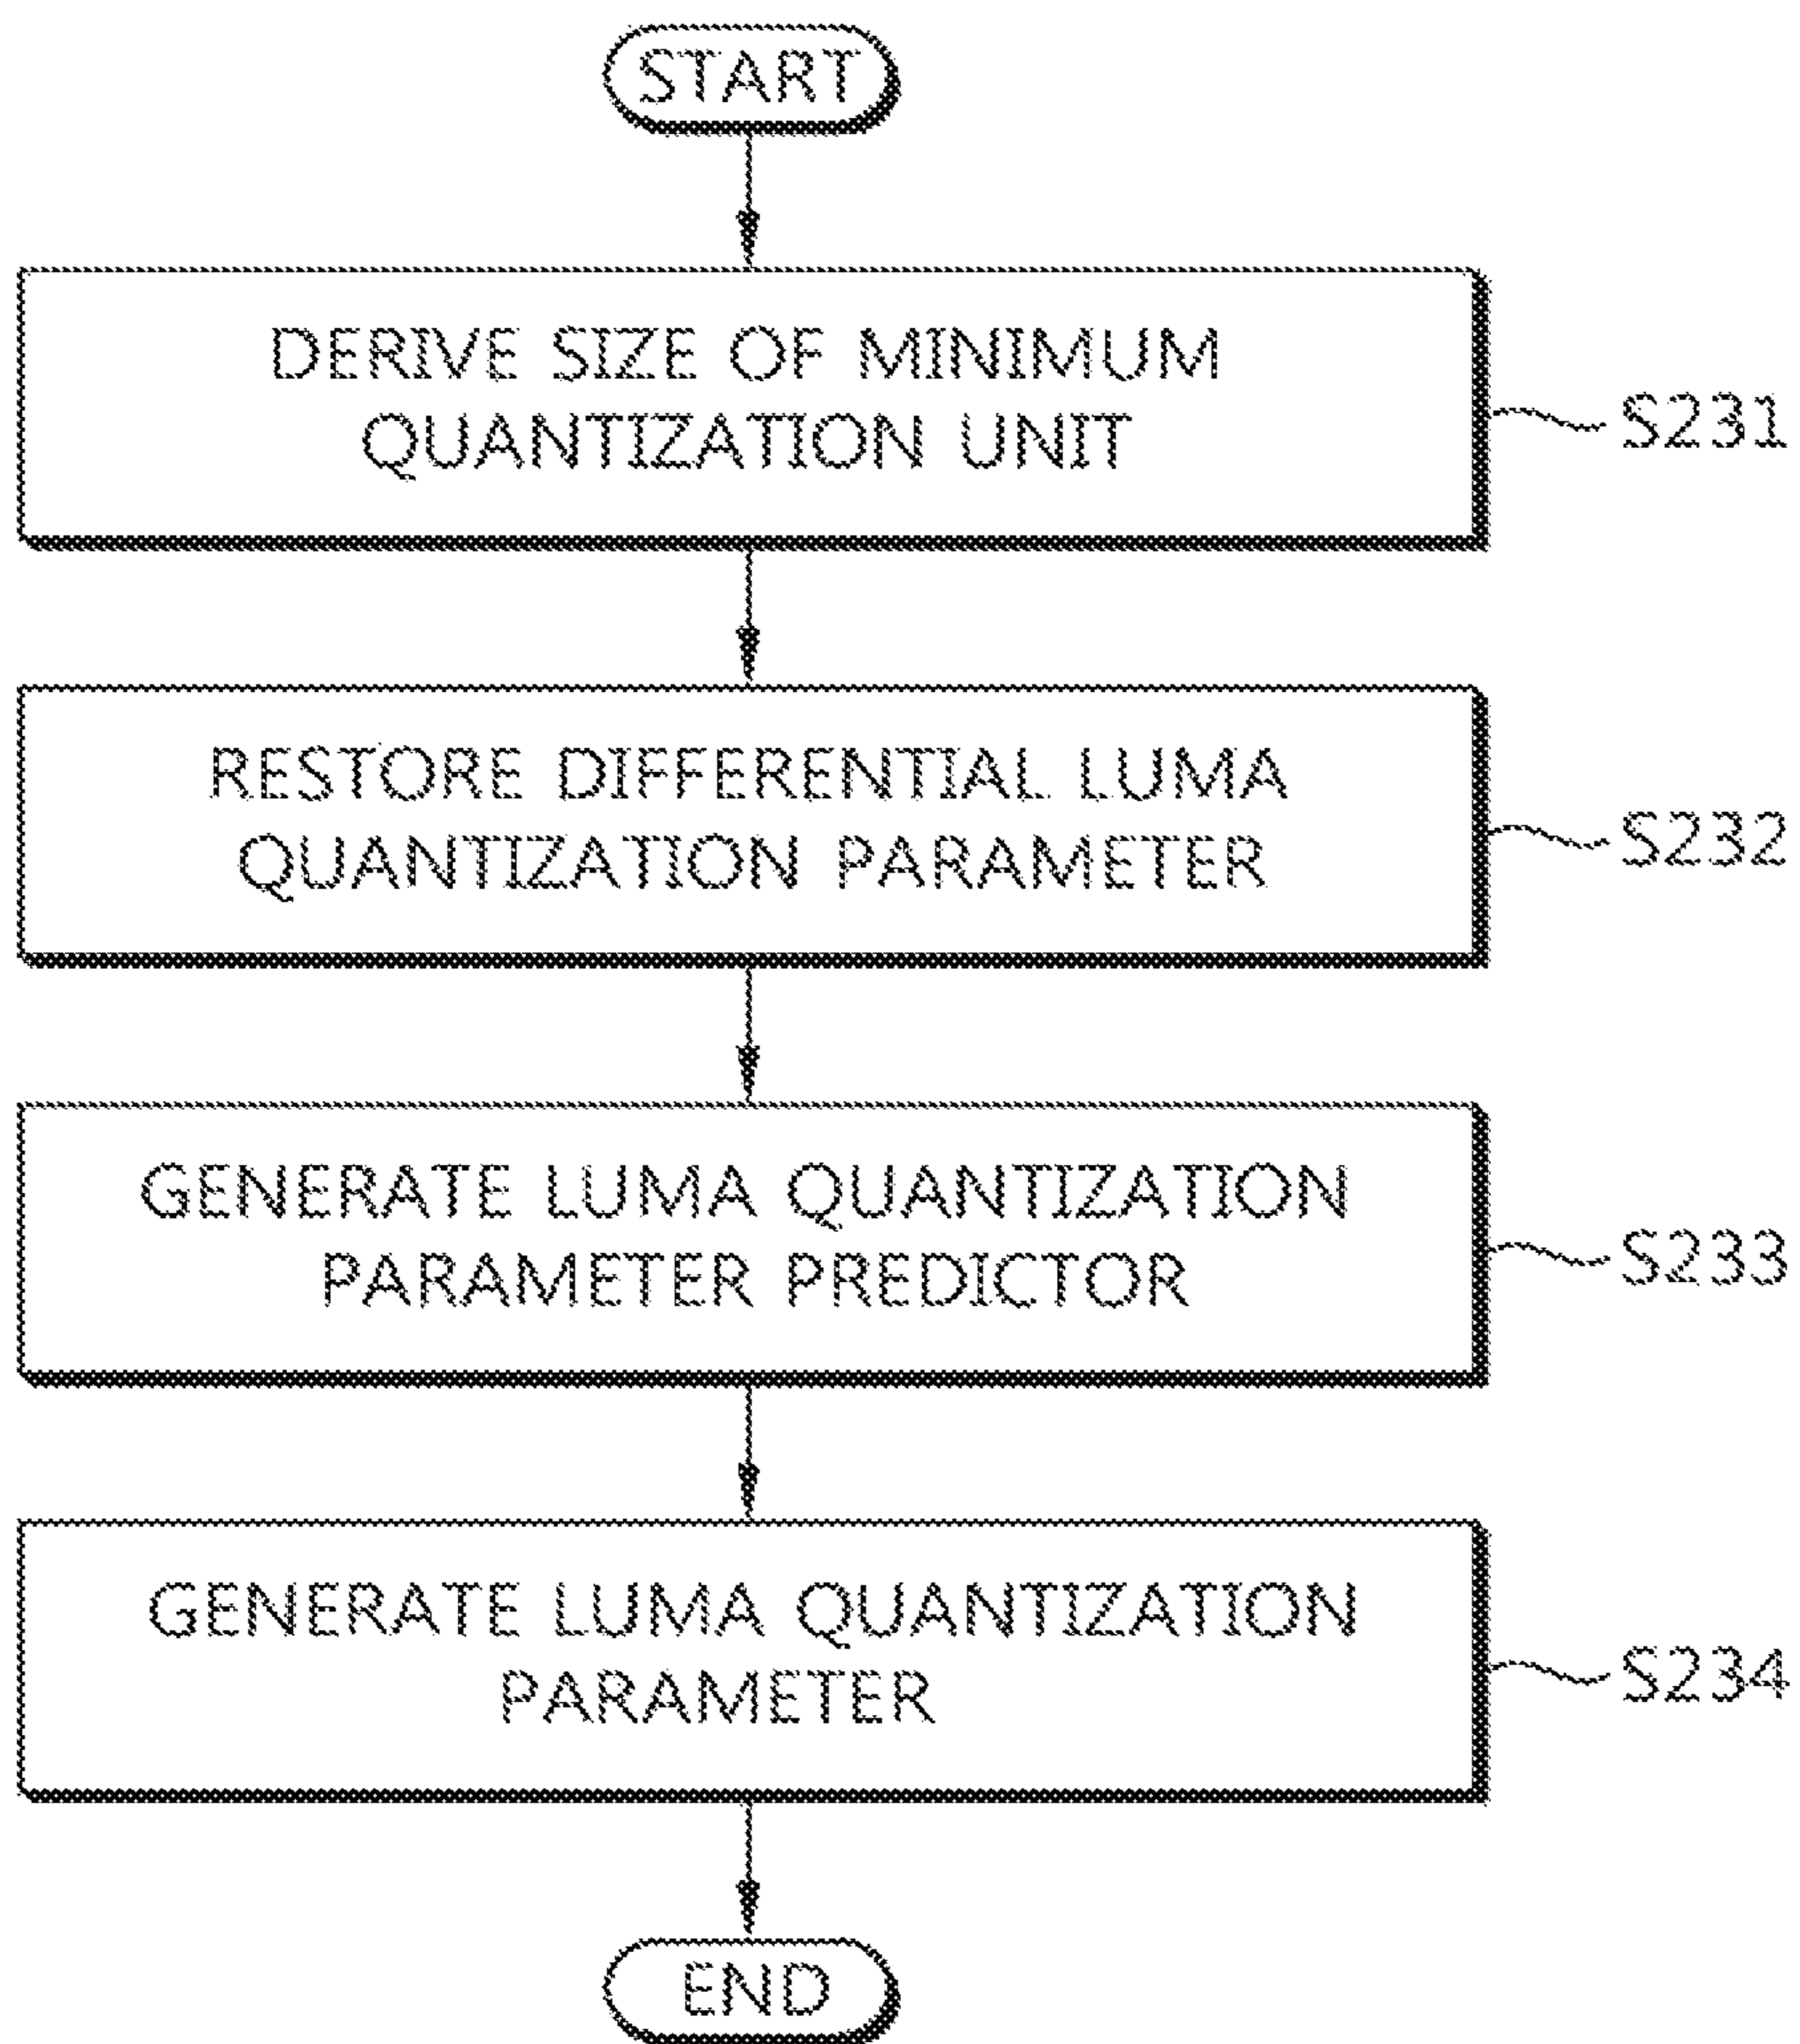 START
DERIVE SIZE OF MINIMUM
QUANTIZATION UNIT
S231
RESTORE DIFFERENTIAL LUMA
QUANTIZATION PARAMETER
S232
GENERATE LUMA QUANTIZATION
PARAMETER PREDICTOR
S233
GENERATE LUMA QUANTIZATION
PARAMETER
S234
END